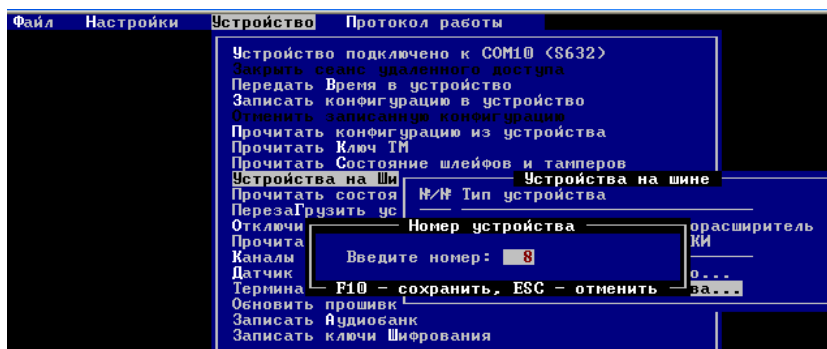 Файл Настройки Устройство Протокол работы
Устройство подключено к COM10 (S632)
Закрыть сеанс удаленного доступа
Передать Время в устройство
Записать конфигурацию в устройство
Отменить записанную конфигурацию
Прочитать конфигурацию из устройства
Прочитать Ключ ТМ
Прочитать Состояние шлейфов и тамперов
Устройства на Ши Устройства на шине
Прочитать состоя №/№ Тип устройства
ПерезаГрузить ус
Отключи Номер устройства орасширитель
Прочита КИ
Каналы Введите номер: 8
Датчик о...
Термина F10 - сохранить, ESC - отменить ва...
Обновить прошивк
Записать Аудиобанк
Записать ключи Шифрования